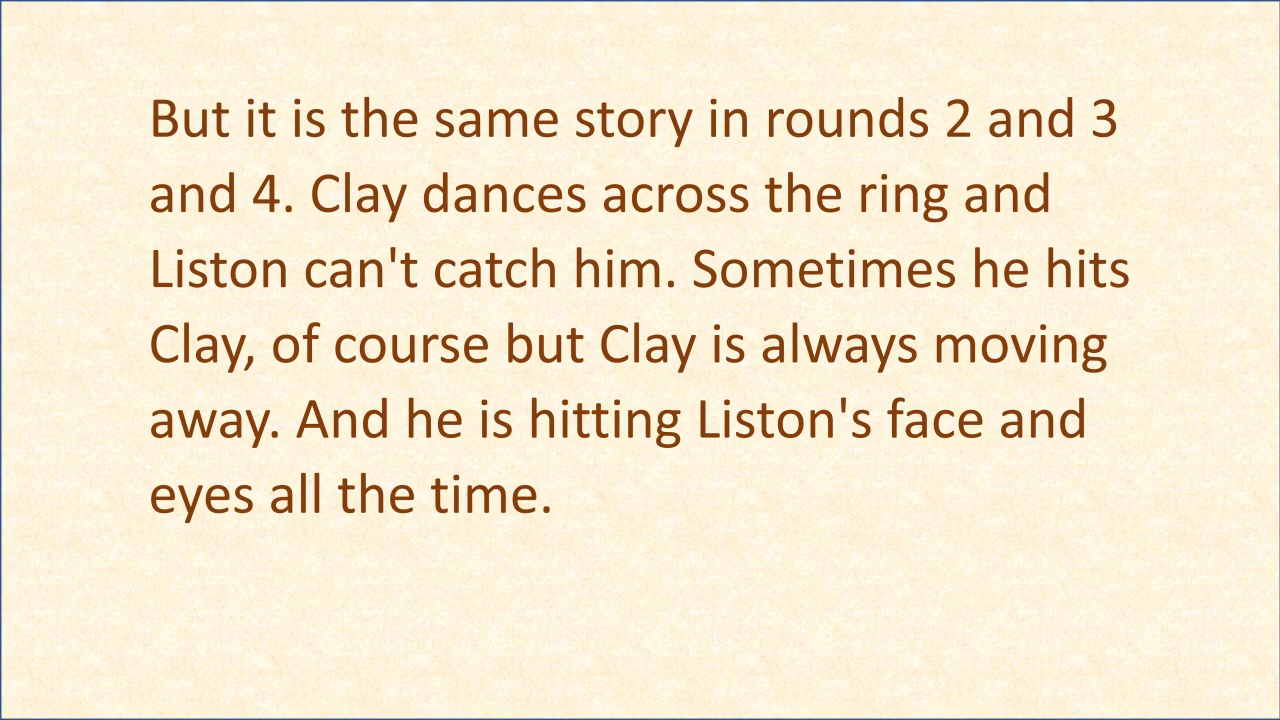 But it is the same story in rounds 2 and 3
and 4. Clay dances across the ring and
Liston can't catch him. Sometimes he hits
Clay, of course but Clay is always moving
away. And he is hitting Liston's face and
eyes all the time.